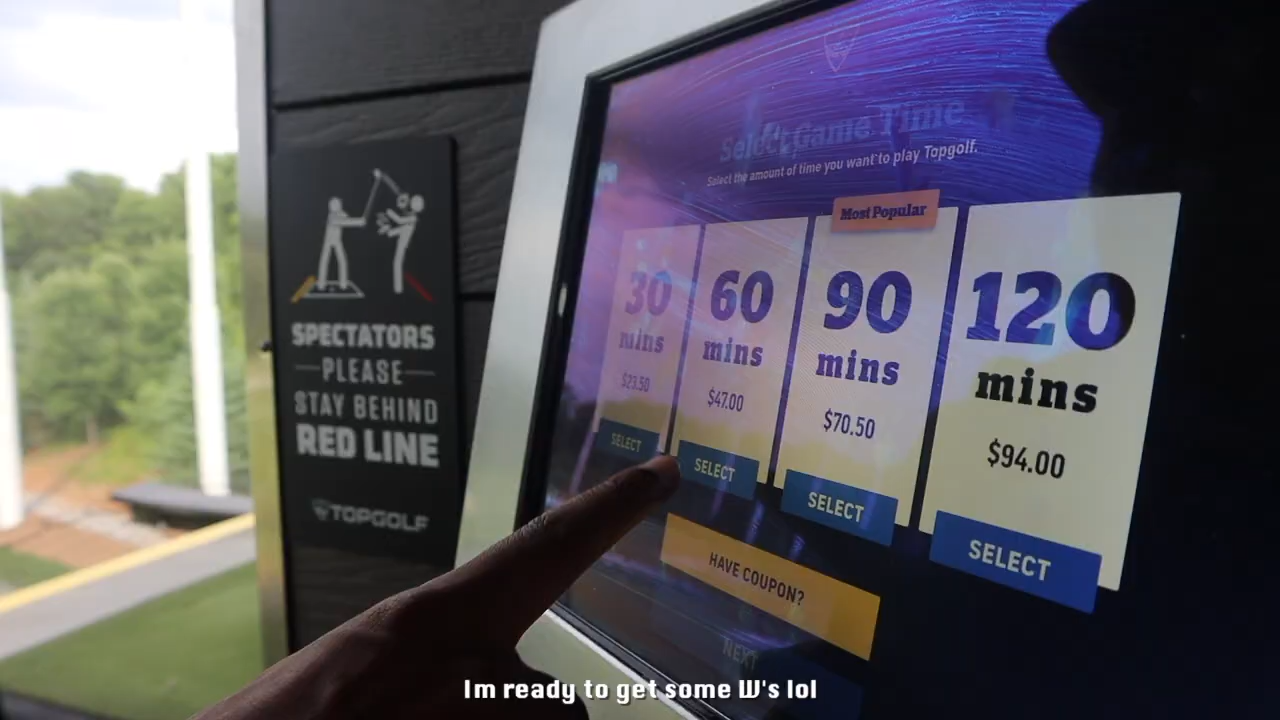 SPECTATORS
PLEASE
STAY BEHIND
RED LINE
TOPGOLF
Select Game Time
Select the amount of time you want to play Topgolf.
Most Popular
30
mins
$23.50
SELECT
60
mins
$47.00
SELECT
90
mins
$70.50
SELECT
120
mins
$94.00
SELECT
HAVE COUPON?
NEXT
Im ready to get some W's lol